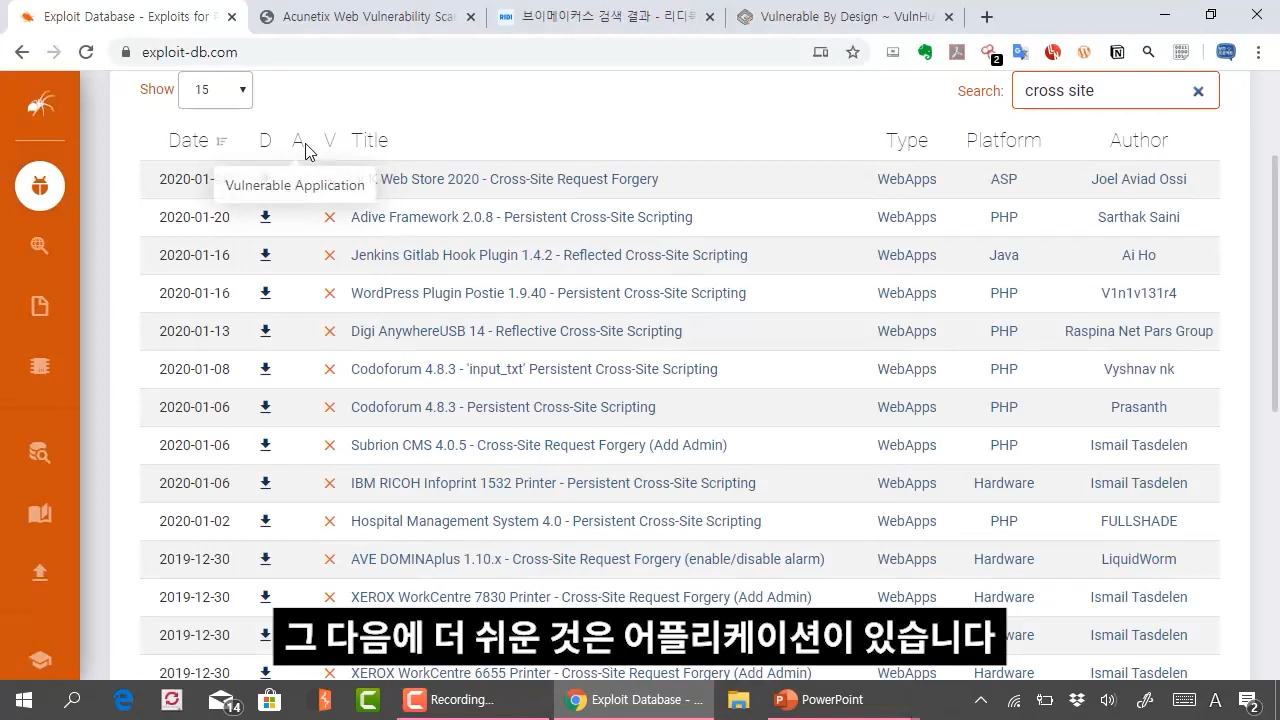 Exploit Database - Exploits for F
Acunetix Web Vulnerability Scan
RIDI
브이메이커스 검색 결과 - 리디
Vulnerable By Design ~ VulnHu
exploit-db.com
2
Show 15
Search: cross site
Date D A V Title Type Platform Author
Vulnerable Application
2020-01- Web Store 2020 - Cross-Site Request Forgery WebApps ASP Joel Aviad Ossi
2020-01-20 Adive Framework 2.0.8 - Persistent Cross-Site Scripting WebApps PHP Sarthak Saini
2020-01-16 Jenkins Gitlab Hook Plugin 1.4.2 - Reflected Cross-Site Scripting WebApps Java Ai Ho
2020-01-16 WordPress Plugin Postie 1.9.40 - Persistent Cross-Site Scripting WebApps PHP V1n1v131r4
2020-01-13 Digi AnywhereUSB 14 - Reflective Cross-Site Scripting WebApps PHP Raspina Net Pars Group
2020-01-08 Codoforum 4.8.3 - 'input_txt' Persistent Cross-Site Scripting WebApps PHP Vyshnav nk
2020-01-06 Codoforum 4.8.3 - Persistent Cross-Site Scripting WebApps PHP Prasanth
2020-01-06 Subrion CMS 4.0.5 - Cross-Site Request Forgery (Add Admin) WebApps PHP Ismail Tasdelen
2020-01-06 IBM RICOH Infoprint 1532 Printer - Persistent Cross-Site Scripting WebApps Hardware Ismail Tasdelen
2020-01-02 Hospital Management System 4.0 - Persistent Cross-Site Scripting WebApps PHP FULLSHADE
2019-12-30 AVE DOMINAplus 1.10.x - Cross-Site Request Forgery (enable/disable alarm) WebApps Hardware LiquidWorm
2019-12-30 XEROX WorkCentre 7830 Printer - Cross-Site Request Forgery (Add Admin) WebApps Hardware Ismail Tasdelen
2019-12-30 Hardware Ismail Tasdelen
그 다음에 더 쉬운 것은 어플리케이션이 있습니다
2019-12-30 XEROX WorkCentre 6655 Printer - Cross-Site Request Forgery (Add Admin) WebApps Hardware Ismail Tasdelen
14
Recording...
Exploit Database - ...
PowerPoint
A
2